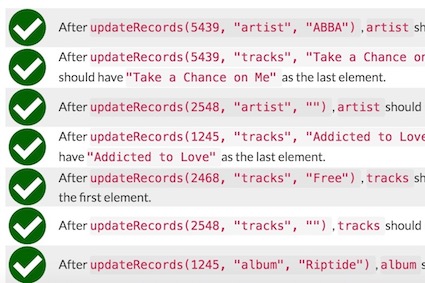 After updateRecords(5439, "artist", "ABBA") , artist
After updateRecords(5439, "tracks", "Take a Chance
should have "Take a Chance on Me" as the last element.
After updateRecords(2548, "artist", "") , artist should
After updateRecords(1245, "tracks", "Addicted to Love
have "Addicted to Love" as the last element.
After updateRecords(2468, "tracks", "Free") , tracks
the first element.
After updateRecords(2548, "tracks", "") , tracks should
After updateRecords(1245, "album", "Riptide") , album